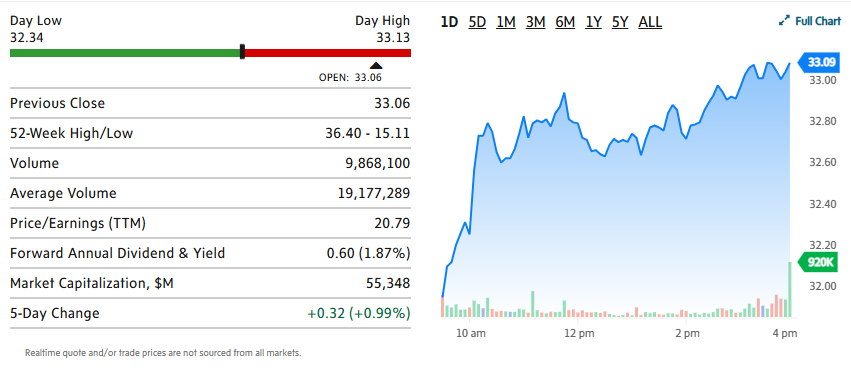 Day Low Day High
32.34 33.13
OPEN: 33.06
Previous Close 33.06
52-Week High/Low 36.40 - 15.11
Volume 9,868,100
Average Volume 19,177,289
Price/Earnings (TTM) 20.79
Forward Annual Dividend & Yield 0.60 (1.87%)
Market Capitalization, $M 55,348
5-Day Change +0.32 (+0.99%)
Realtime quote and/or trade prices are not sourced from all markets.
1D 5D 1M 3M 6M 1Y 5Y ALL Full Chart
33.09
33.00
32.80
32.60
32.40
32.20
920K
32.00
10 am 12 pm 2 pm 4 pm